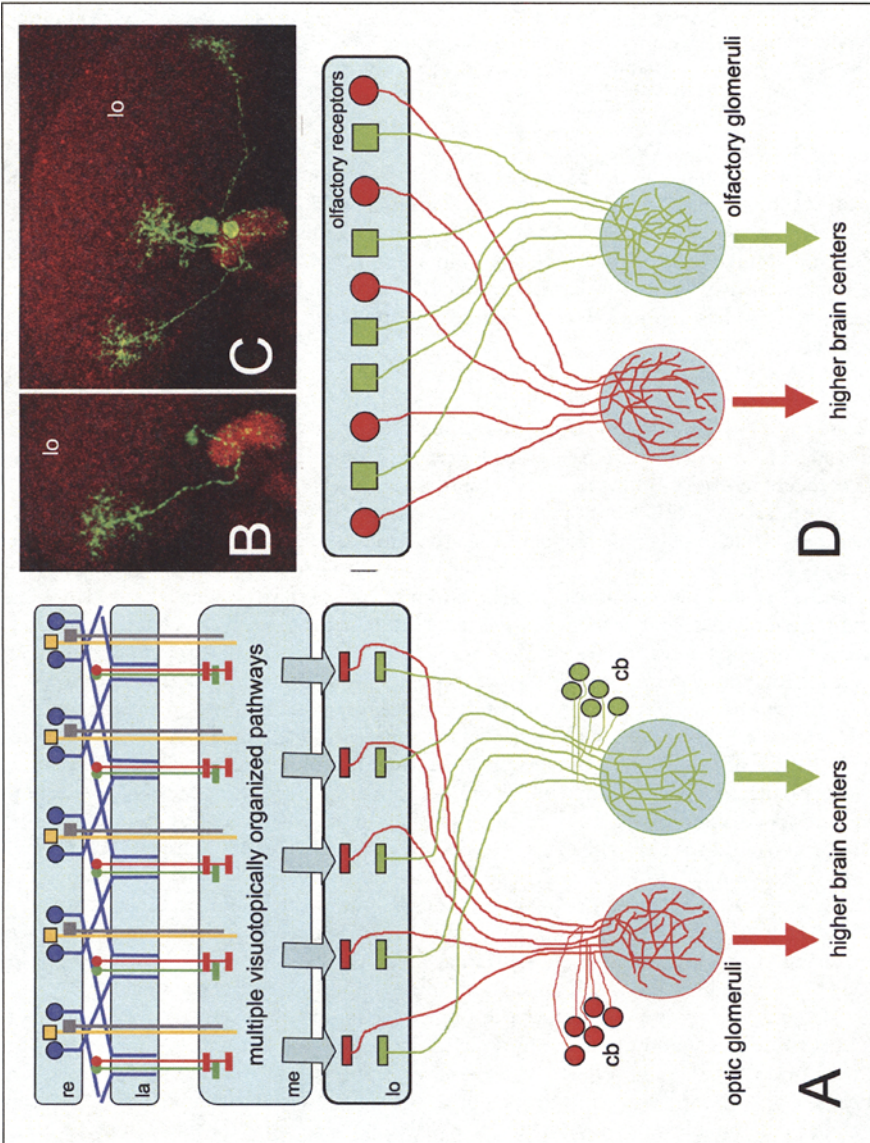 re
la
multiple visuotopically organized pathways
me
lo
cb
cb
optic glomeruli
higher brain centers
A
lo
B
lo
C
olfactory receptors
olfactory glomeruli
higher brain centers
D